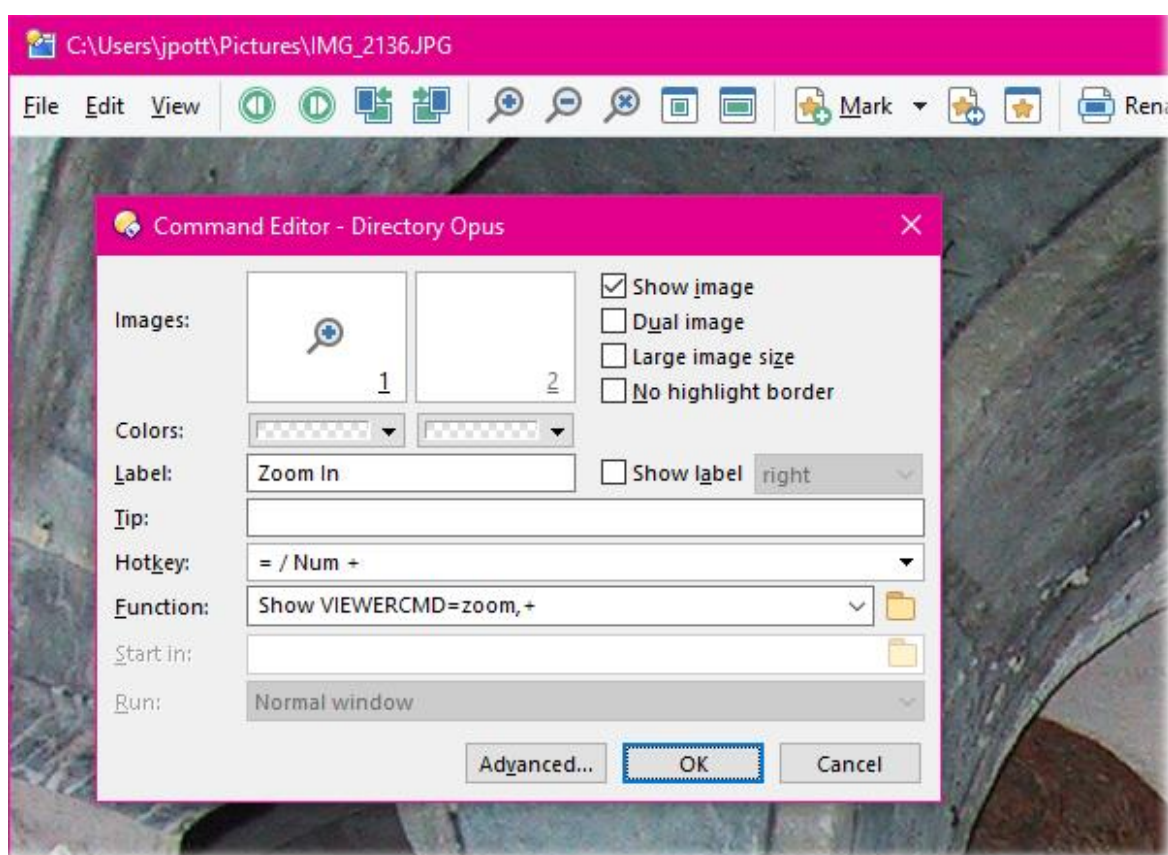 C:\Users\jpott\Pictures\IMG_2136.JPG
File Edit View Mark
Command Editor - Directory Opus
Images: 1 2
Show image
Dual image
Large image size
No highlight border
Colors:
Label: Zoom In Show label right
Tip:
Hotkey: = / Num +
Function: Show VIEWERCMD=zoom,+
Start in:
Run: Normal window
Advanced... OK Cancel